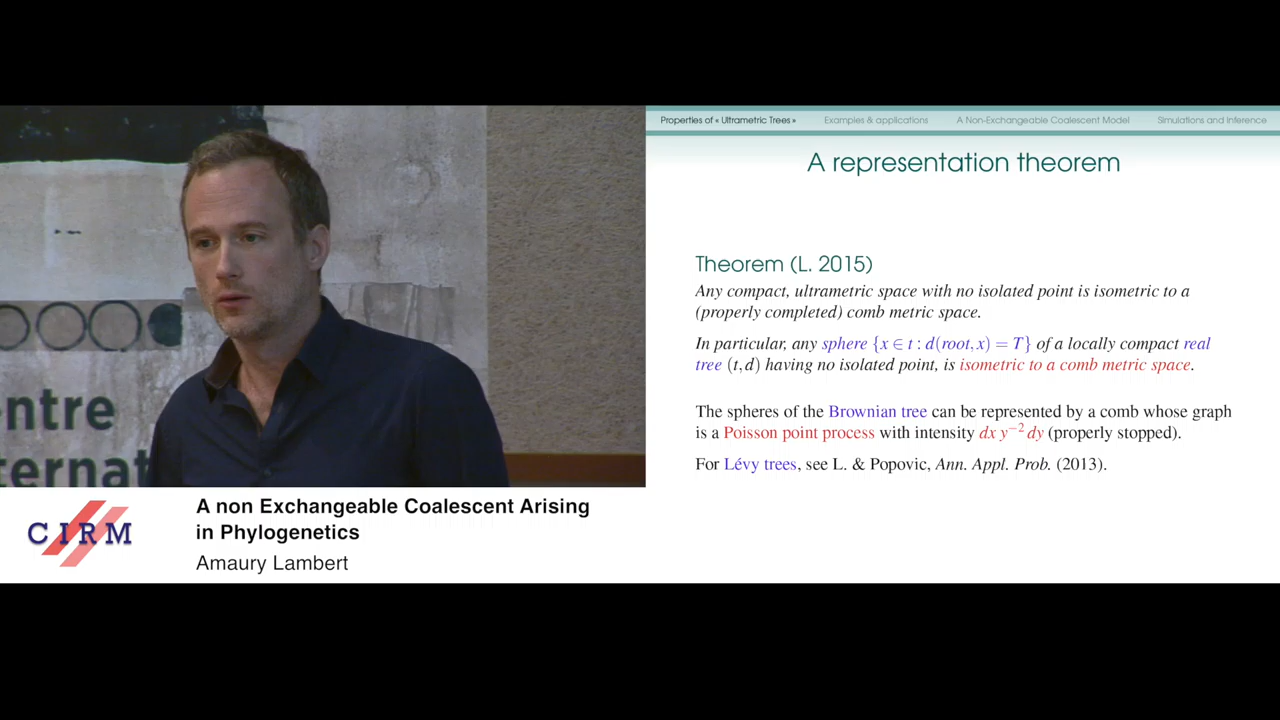 Properties of « Ultrametric Trees » Examples & applications A Non-Exchangeable Coalescent Model Simulations and Inference
A representation theorem
Theorem (L. 2015)
Any compact, ultrametric space with no isolated point is isometric to a
(properly completed) comb metric space.
In particular, any sphere {x ∈ t : d(root,x) = T} of a locally compact real
tree (t,d) having no isolated point, is isometric to a comb metric space.
The spheres of the Brownian tree can be represented by a comb whose graph
is a Poisson point process with intensity dx y⁻² dy (properly stopped).
For Lévy trees, see L. & Popovic, Ann. Appl. Prob. (2013).
ntre
ternat
CIRM
A non Exchangeable Coalescent Arising
in Phylogenetics
Amaury Lambert